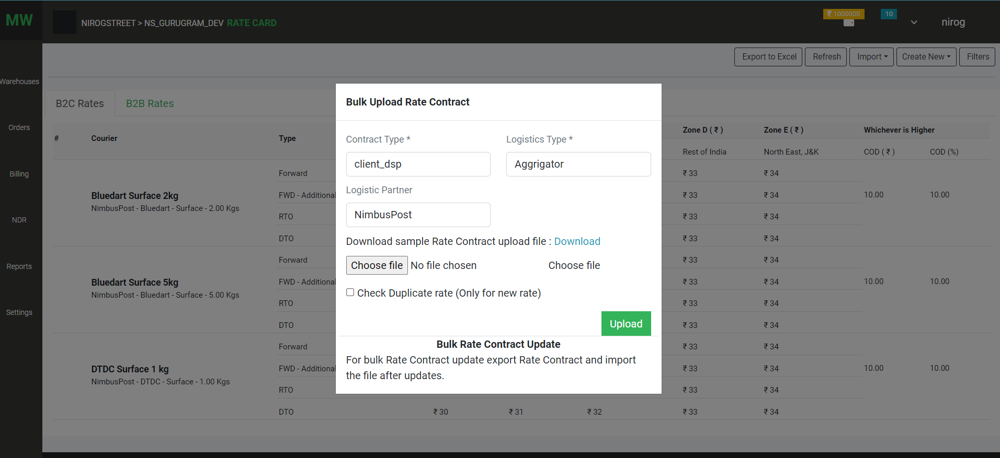 MW
NIROGSTREET > NS_GURUGRAM_DEV RATE CARD
₹ 1000000
10
nirog
Export to Excel
Refresh
Import
Create New
Filters
Warehouses
Orders
Billing
NDR
Reports
Settings
B2C Rates
B2B Rates
# Courier Type Zone D ( ₹ ) Zone E ( ₹ ) Whichever is Higher
Rest of India North East, J&K COD ( ₹ ) COD (%)
Bluedart Surface 2kg
NimbusPost - Bluedart - Surface - 2.00 Kgs
Forward ₹ 33 ₹ 34
FWD - Additional ₹ 33 ₹ 34 10.00 10.00
RTO ₹ 33 ₹ 34
DTO ₹ 33 ₹ 34
Bluedart Surface 5kg
NimbusPost - Bluedart - Surface - 5.00 Kgs
Forward ₹ 33 ₹ 34
FWD - Additional ₹ 33 ₹ 34 10.00 10.00
RTO ₹ 33 ₹ 34
DTO ₹ 33 ₹ 34
DTDC Surface 1 kg
NimbusPost - DTDC - Surface - 1.00 Kgs
Forward ₹ 33 ₹ 34
FWD - Additional ₹ 33 ₹ 34 10.00 10.00
RTO ₹ 33 ₹ 34
DTO ₹ 30 ₹ 31 ₹ 32 ₹ 33 ₹ 34
Bulk Upload Rate Contract
Contract Type * Logistics Type *
client_dsp Aggrigator
Logistic Partner
NimbusPost
Download sample Rate Contract upload file : Download
Choose file No file chosen Choose file
Check Duplicate rate (Only for new rate)
Upload
Bulk Rate Contract Update
For bulk Rate Contract update export Rate Contract and import
the file after updates.